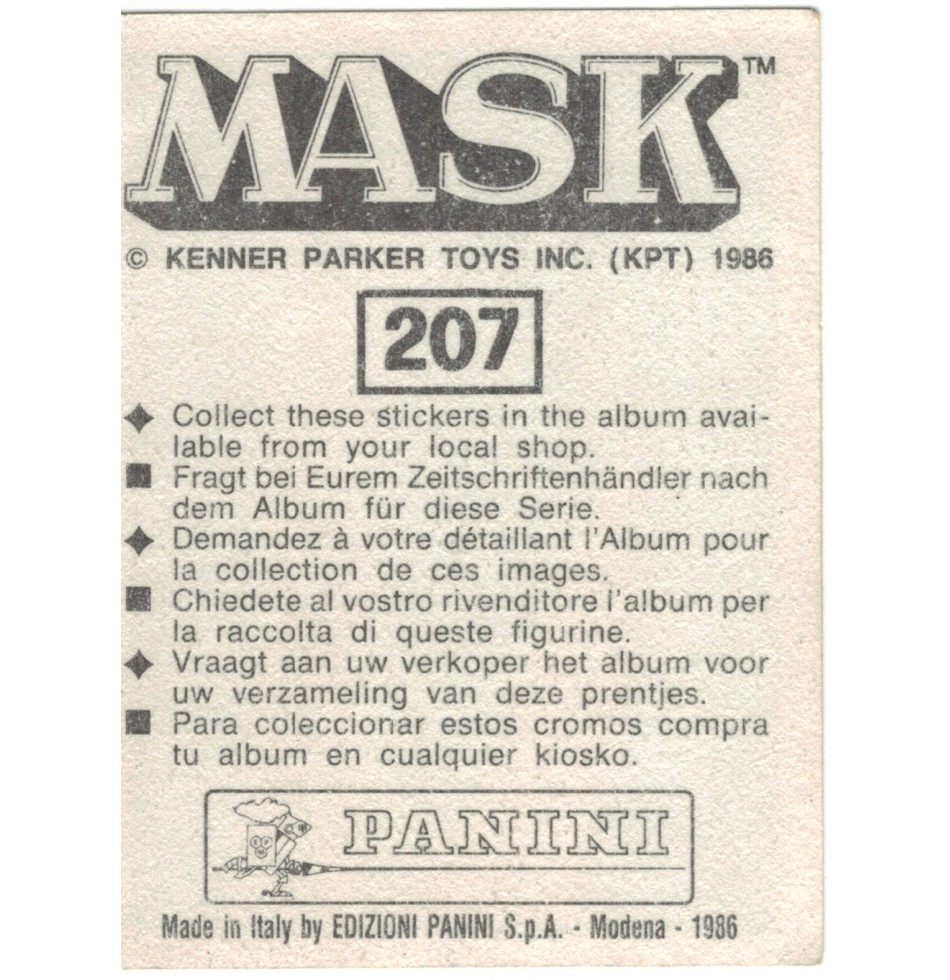 MASK™
© KENNER PARKER TOYS INC. (KPT) 1986
207
◆ Collect these stickers in the album avai-
lable from your local shop.
■ Fragt bei Eurem Zeitschriftenhändler nach
dem Album für diese Serie.
◆ Demandez à votre détaillant l'Album pour
la collection de ces images.
■ Chiedete al vostro rivenditore l'album per
la raccolta di queste figurine.
◆ Vraagt aan uw verkoper het album voor
uw verzameling van deze prentjes.
■ Para coleccionar estos cromos compra
tu album en cualquier kiosko.
PANINI
Made in Italy by EDIZIONI PANINI S.p.A. - Modena - 1986